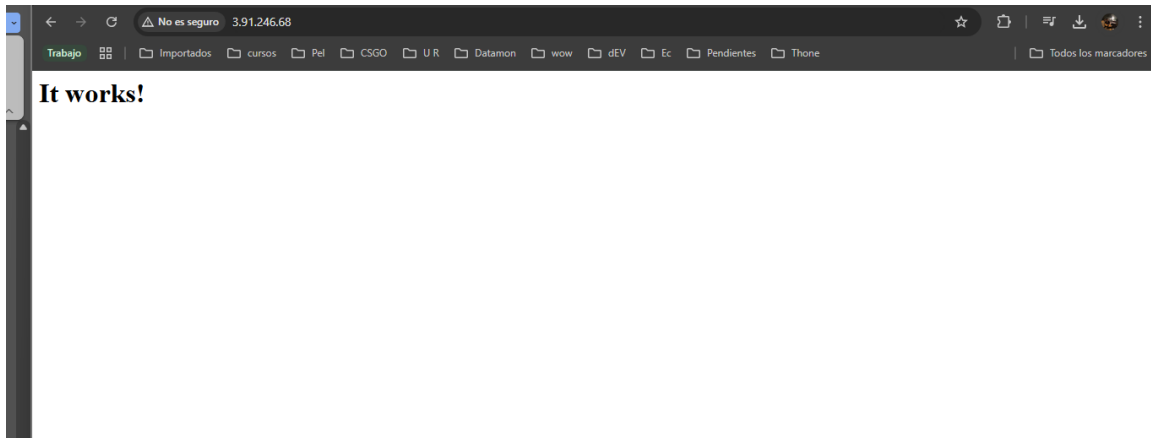 No es seguro 3.91.246.68
Trabajo Importados cursos Pel CSGO U R Datamon wow dEV Ec Pendientes Thone Todos los marcadores
It works!